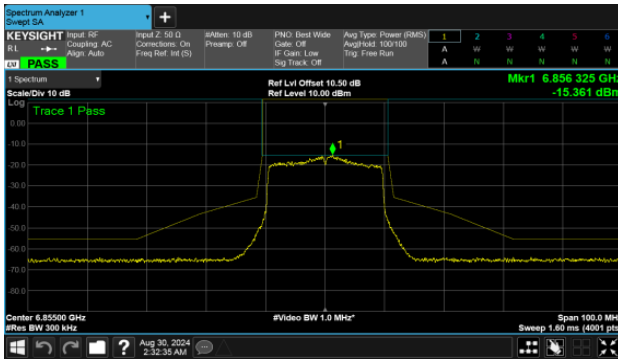 Spectrum Analyzer 1
Swept SA
+
KEYSIGHT
RL
LW PASS
Input: RF
Coupling: AC
Align: Auto
Input Z: 50 Ω
Corrections: On
Freq Ref: Int (S)
#Atten: 10 dB
Preamp: Off
PNO: Best Wide
Gate: Off
IF Gain: Low
Sig Track: Off
Avg Type: Power (RMS)
Avg|Hold: 100/100
Trig: Free Run
1 2 3 4 5 6
A W W W W W
A N N N N N
1 Spectrum
Scale/Div 10 dB
Ref Lvl Offset 10.50 dB
Ref Level 10.00 dBm
Mkr1 6.856 325 GHz
-15.361 dBm
Log
Trace 1 Pass
1
0.00
-10.0
-20.0
-30.0
-40.0
-50.0
-60.0
-70.0
-80.0
Center 6.85500 GHz
#Res BW 300 kHz
#Video BW 1.0 MHz*
Span 100.0 MH
Sweep 1.60 ms (4001 pts
?
Aug 30, 2024
2:32:35 AM